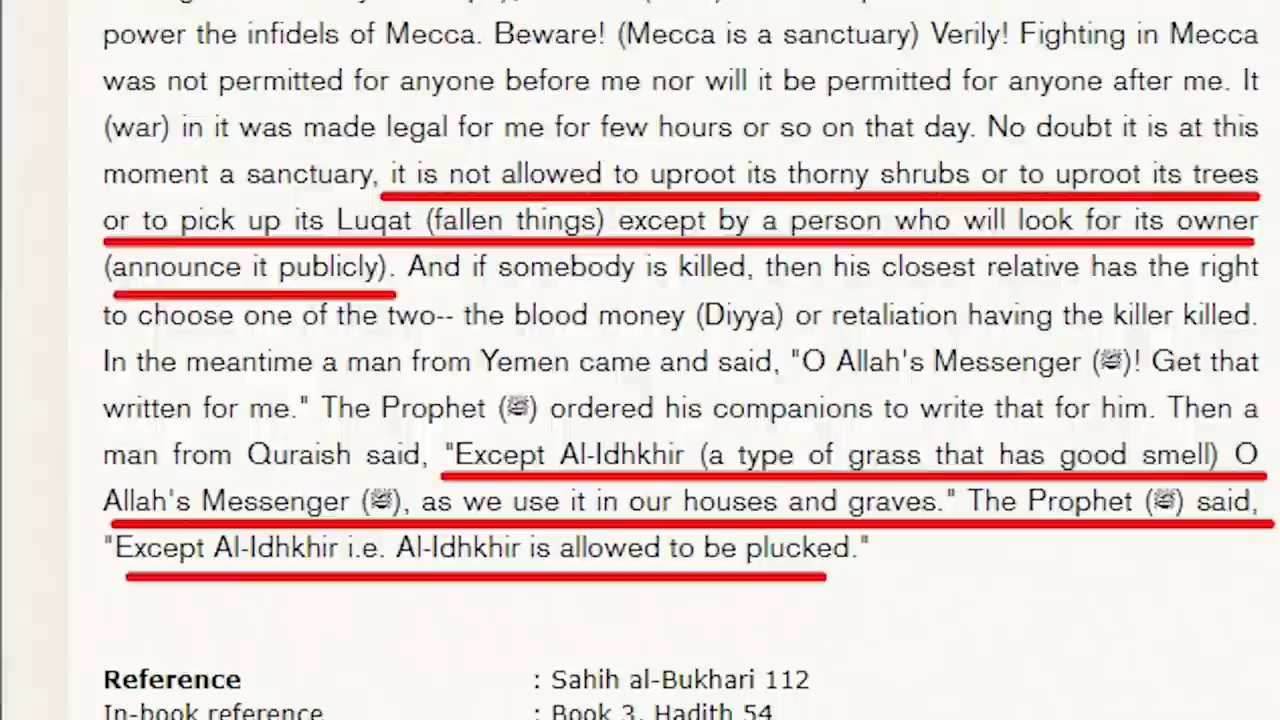 power the infidels of Mecca. Beware! (Mecca is a sanctuary) Verily! Fighting in Mecca
was not permitted for anyone before me nor will it be permitted for anyone after me. It
(war) in it was made legal for me for few hours or so on that day. No doubt it is at this
moment a sanctuary, it is not allowed to uproot its thorny shrubs or to uproot its trees
or to pick up its Luqat (fallen things) except by a person who will look for its owner
(announce it publicly). And if somebody is killed, then his closest relative has the right
to choose one of the two-- the blood money (Diyya) or retaliation having the killer killed.
In the meantime a man from Yemen came and said, "O Allah's Messenger (ﷺ)! Get that
written for me." The Prophet (ﷺ) ordered his companions to write that for him. Then a
man from Quraish said, "Except Al-Idhkhir (a type of grass that has good smell) O
Allah's Messenger (ﷺ), as we use it in our houses and graves." The Prophet (ﷺ) said,
"Except Al-Idhkhir i.e. Al-Idhkhir is allowed to be plucked."
Reference : Sahih al-Bukhari 112
In-book reference : Book 3, Hadith 54